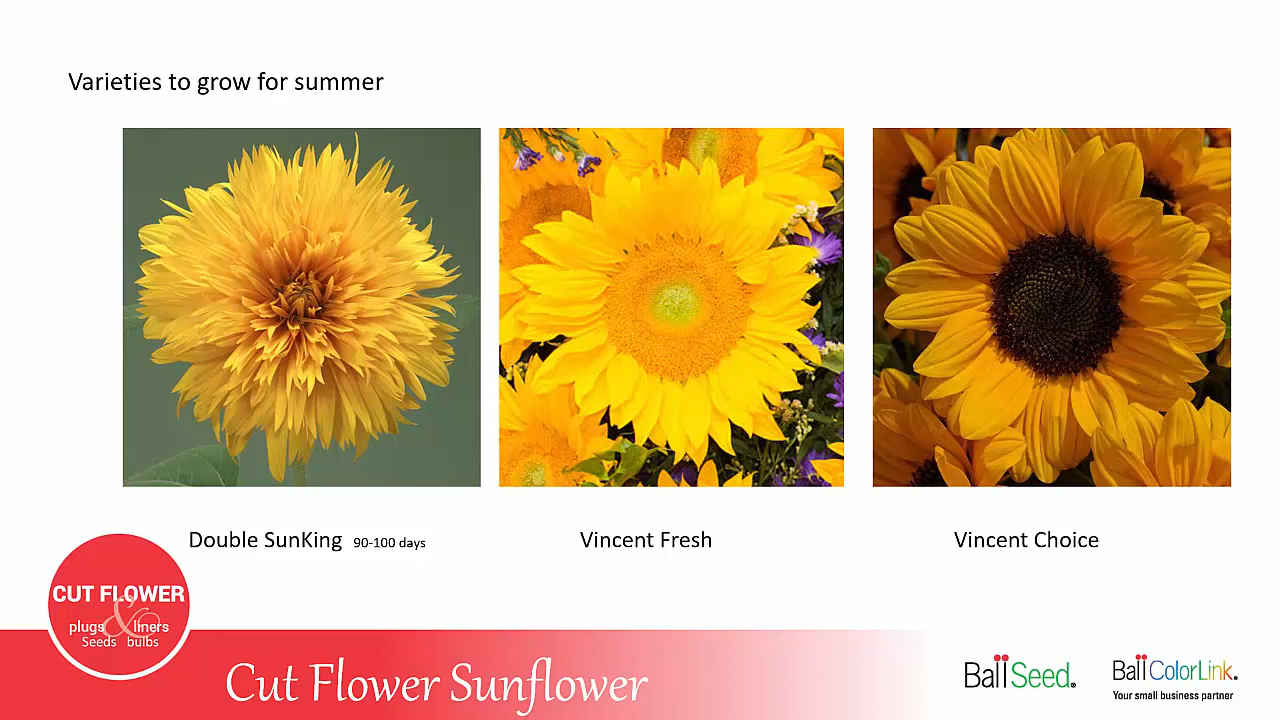 Varieties to grow for summer
Double SunKing 90-100 days
Vincent Fresh
Vincent Choice
CUT FLOWER
&
plugs liners
Seeds bulbs
Cut Flower Sunflower
Ball Seed.
Ball ColorLink.
Your small business partner